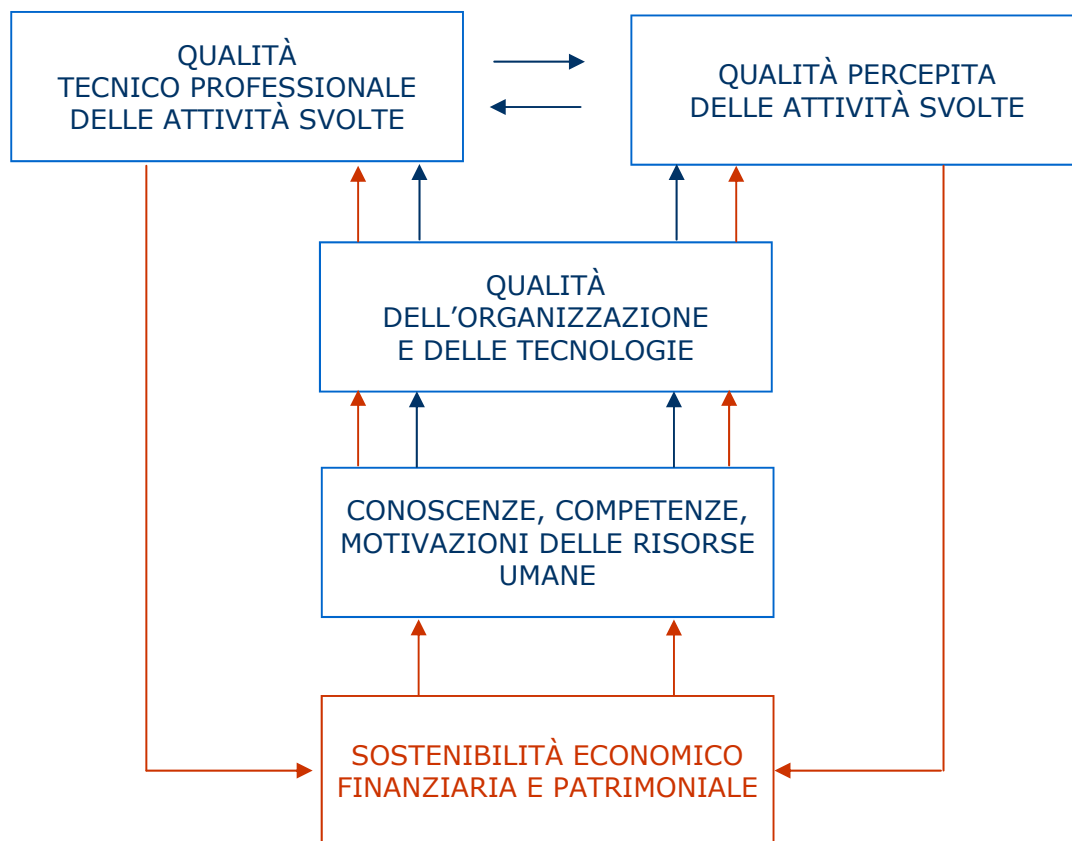 QUALITÀ
TECNICO PROFESSIONALE
DELLE ATTIVITÀ SVOLTE
QUALITÀ PERCEPITA
DELLE ATTIVITÀ SVOLTE
QUALITÀ
DELL’ORGANIZZAZIONE
E DELLE TECNOLOGIE
CONOSCENZE, COMPETENZE,
MOTIVAZIONI DELLE RISORSE
UMANE
SOSTENIBILITÀ ECONOMICO
FINANZIARIA E PATRIMONIALE